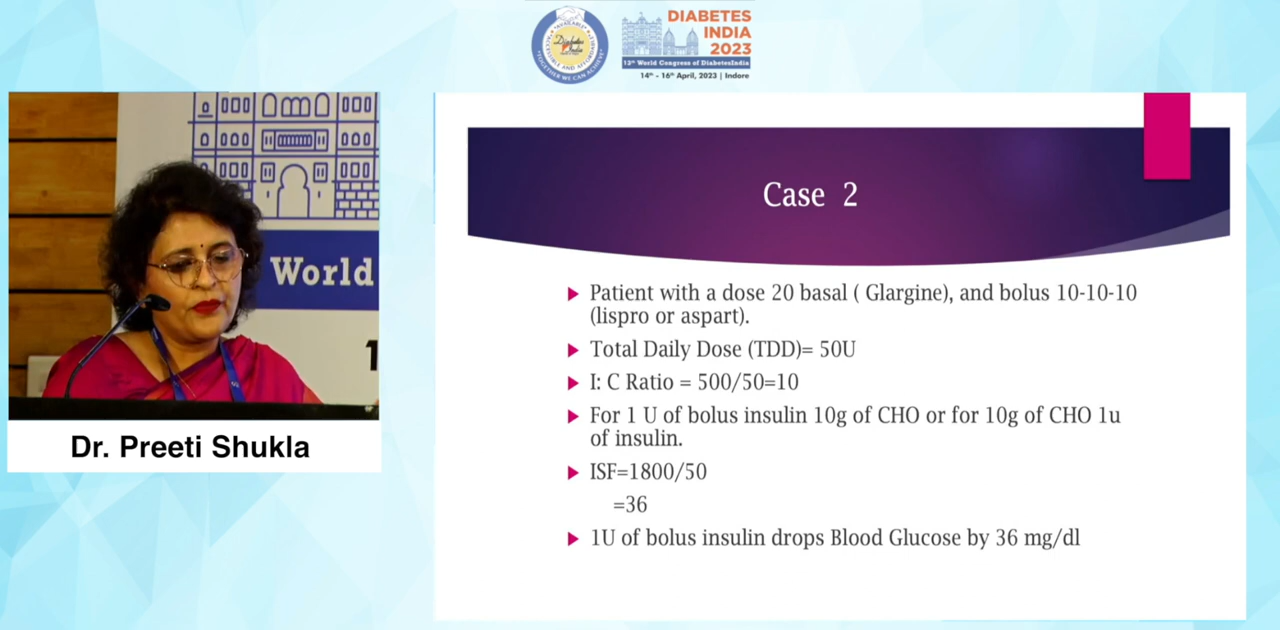 DIABETES
INDIA
2023
13th World Congress of DiabetesIndia
14th - 16th April, 2023 | Indore
World
1
Dr. Preeti Shukla
Case 2
Patient with a dose 20 basal ( Glargine), and bolus 10-10-10
(lispro or aspart).
Total Daily Dose (TDD)= 50U
I: C Ratio = 500/50=10
For 1 U of bolus insulin 10g of CHO or for 10g of CHO 1u
of insulin.
ISF=1800/50
=36
1U of bolus insulin drops Blood Glucose by 36 mg/dl